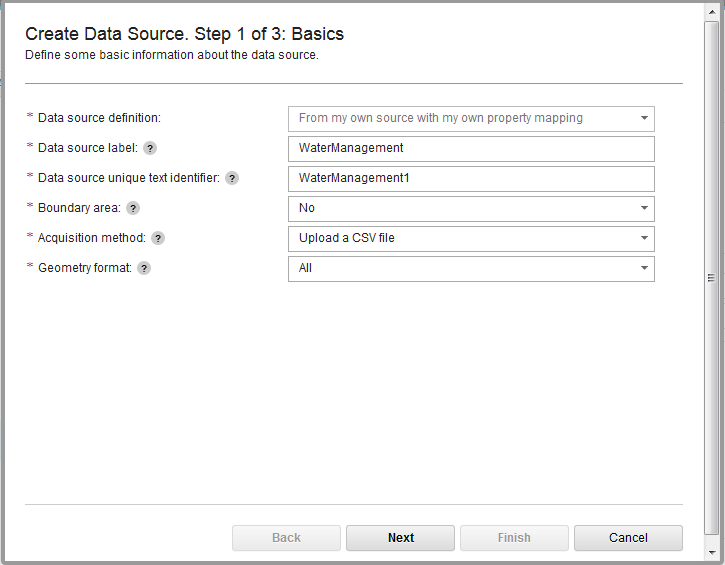 Create Data Source. Step 1 of 3: Basics
Define some basic information about the data source.
* Data source definition: From my own source with my own property mapping
* Data source label: ? WaterManagement
* Data source unique text identifier: ? WaterManagement1
* Boundary area: ? No
* Acquisition method: ? Upload a CSV file
* Geometry format: ? All
Back Next Finish Cancel